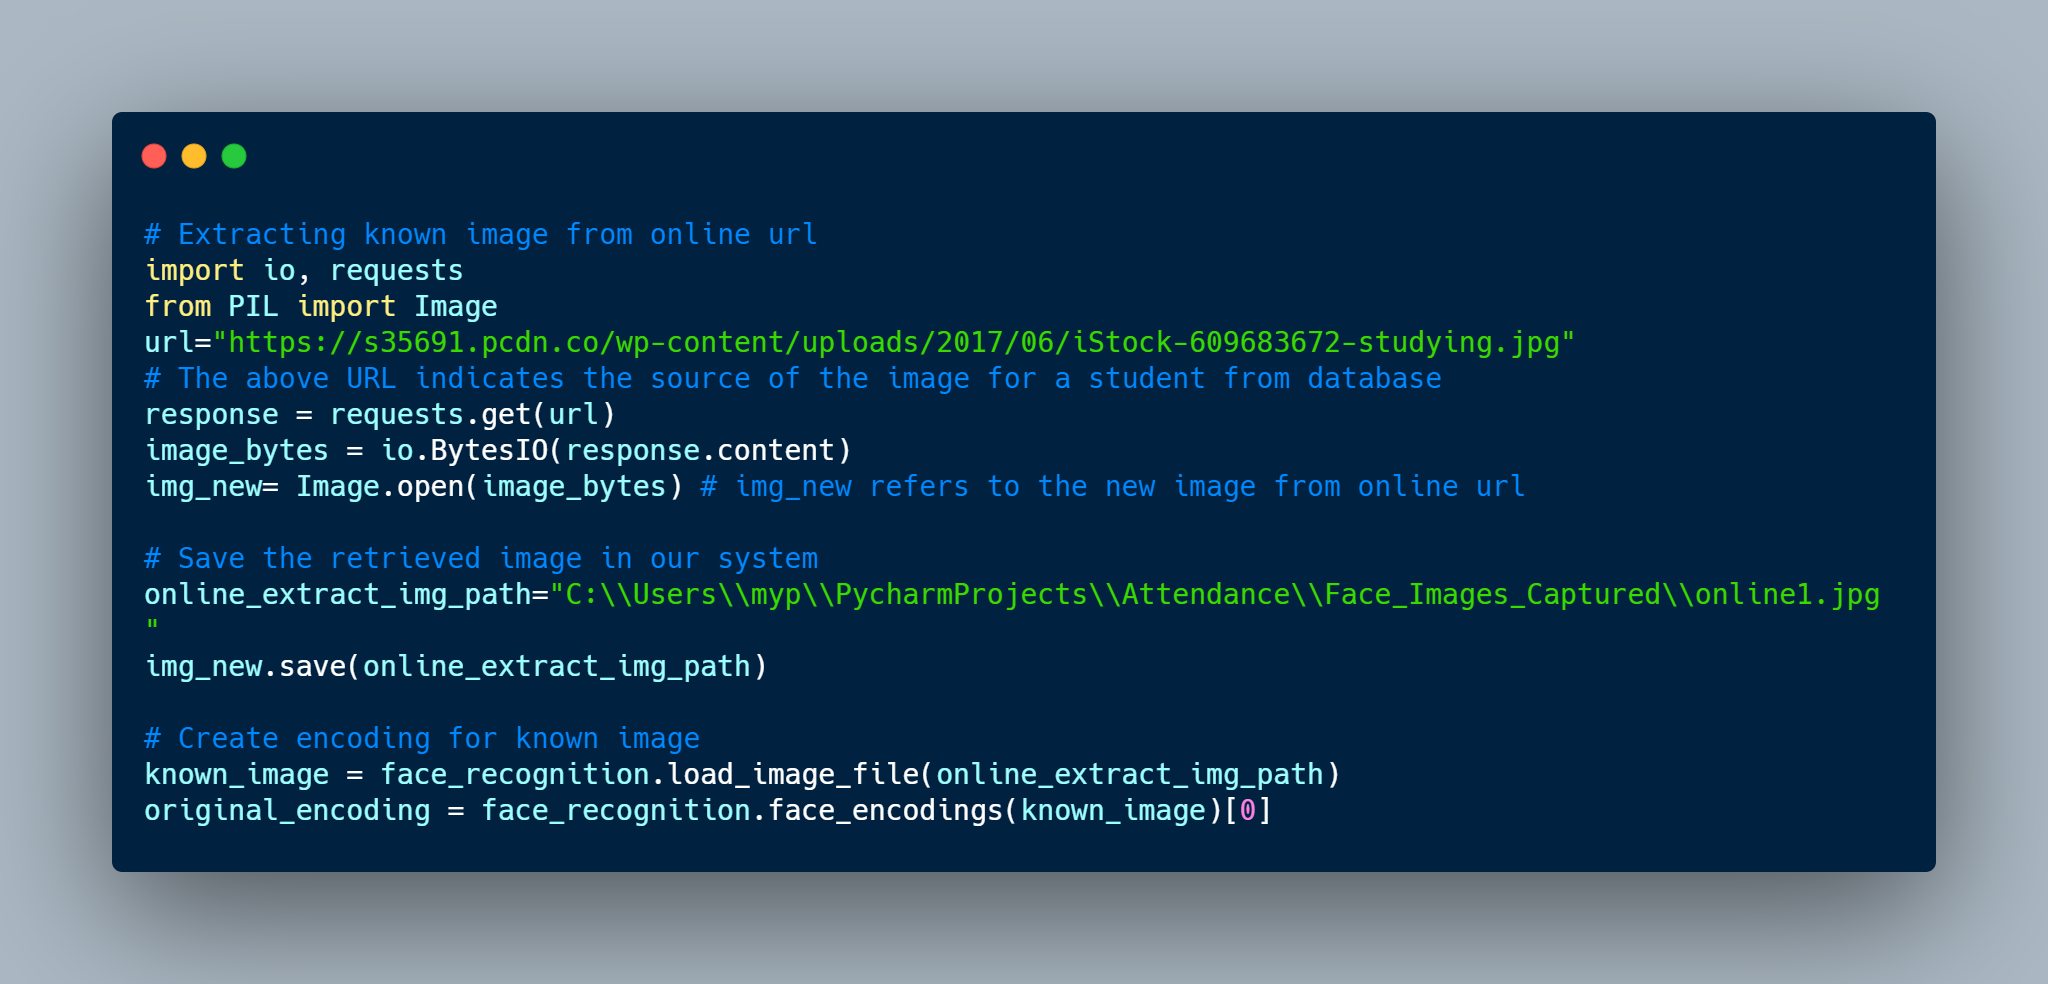 # Extracting known image from online url
import io, requests
from PIL import Image
url="https://s35691.pcdn.co/wp-content/uploads/2017/06/iStock-609683672-studying.jpg"
# The above URL indicates the source of the image for a student from database
response = requests.get(url)
image_bytes = io.BytesIO(response.content)
img_new= Image.open(image_bytes) # img_new refers to the new image from online url

# Save the retrieved image in our system
online_extract_img_path="C:\\Users\\myp\\PycharmProjects\\Attendance\\Face_Images_Captured\\online1.jpg
"
img_new.save(online_extract_img_path)

# Create encoding for known image
known_image = face_recognition.load_image_file(online_extract_img_path)
original_encoding = face_recognition.face_encodings(known_image)[0]